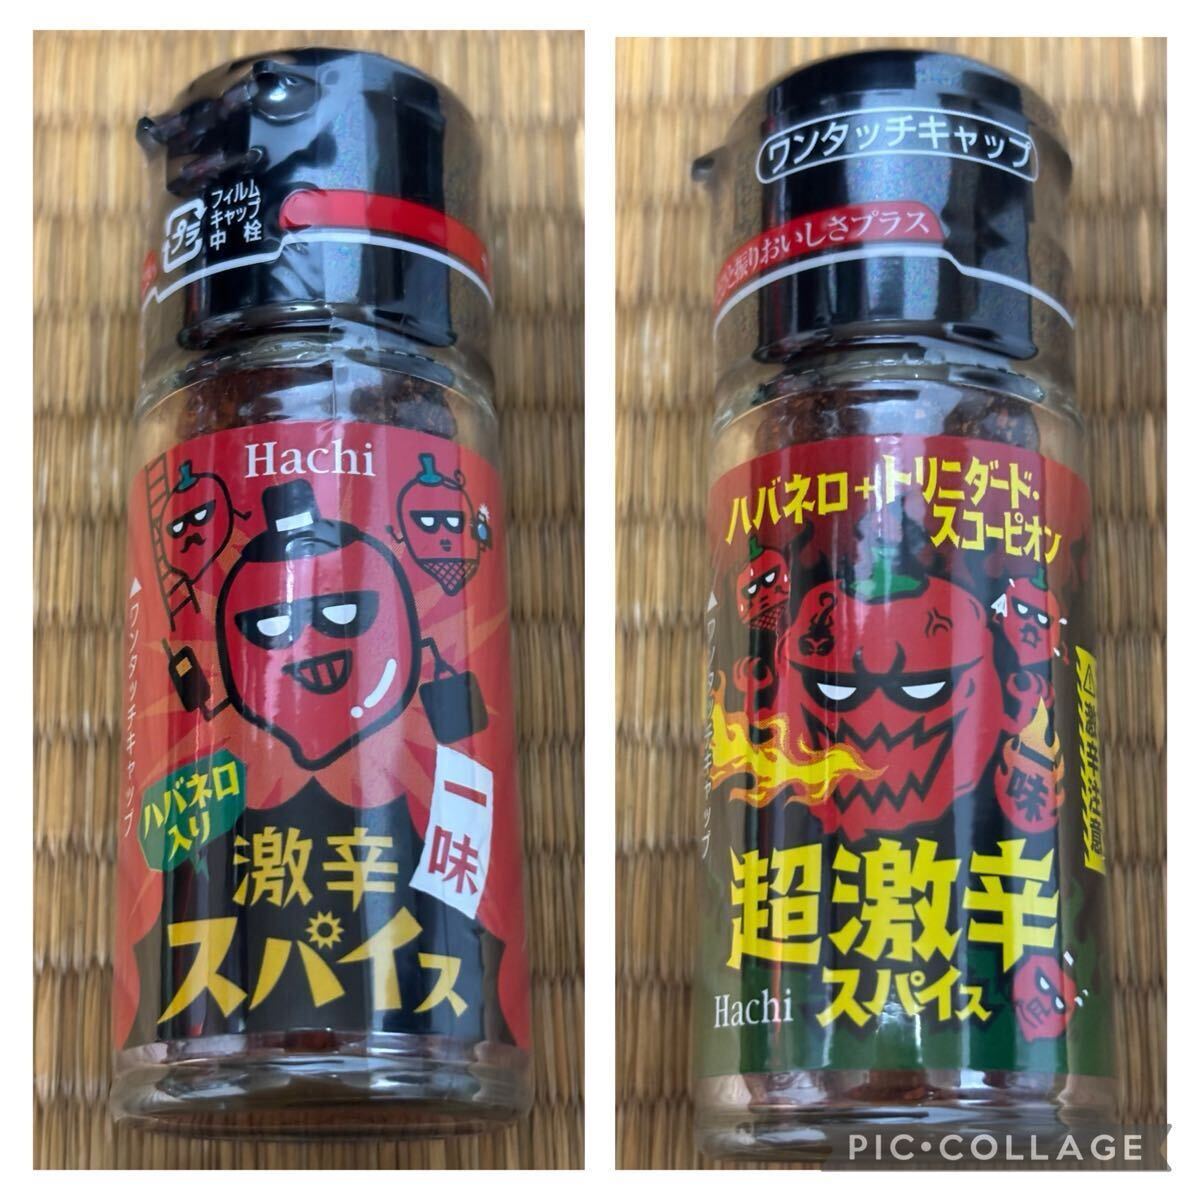 フィルム
キャップ
中栓
プラ
Hachi
▲ワンタッチキャップ
ハバネロ
入り
一味
激辛
スパイス
ワンタッチキャップ
ひと振りおいしさプラス
ハバネロ+トリニダード・
スコーピオン
一味
超激辛
Hachi スパイス
PIC•COLLAGE